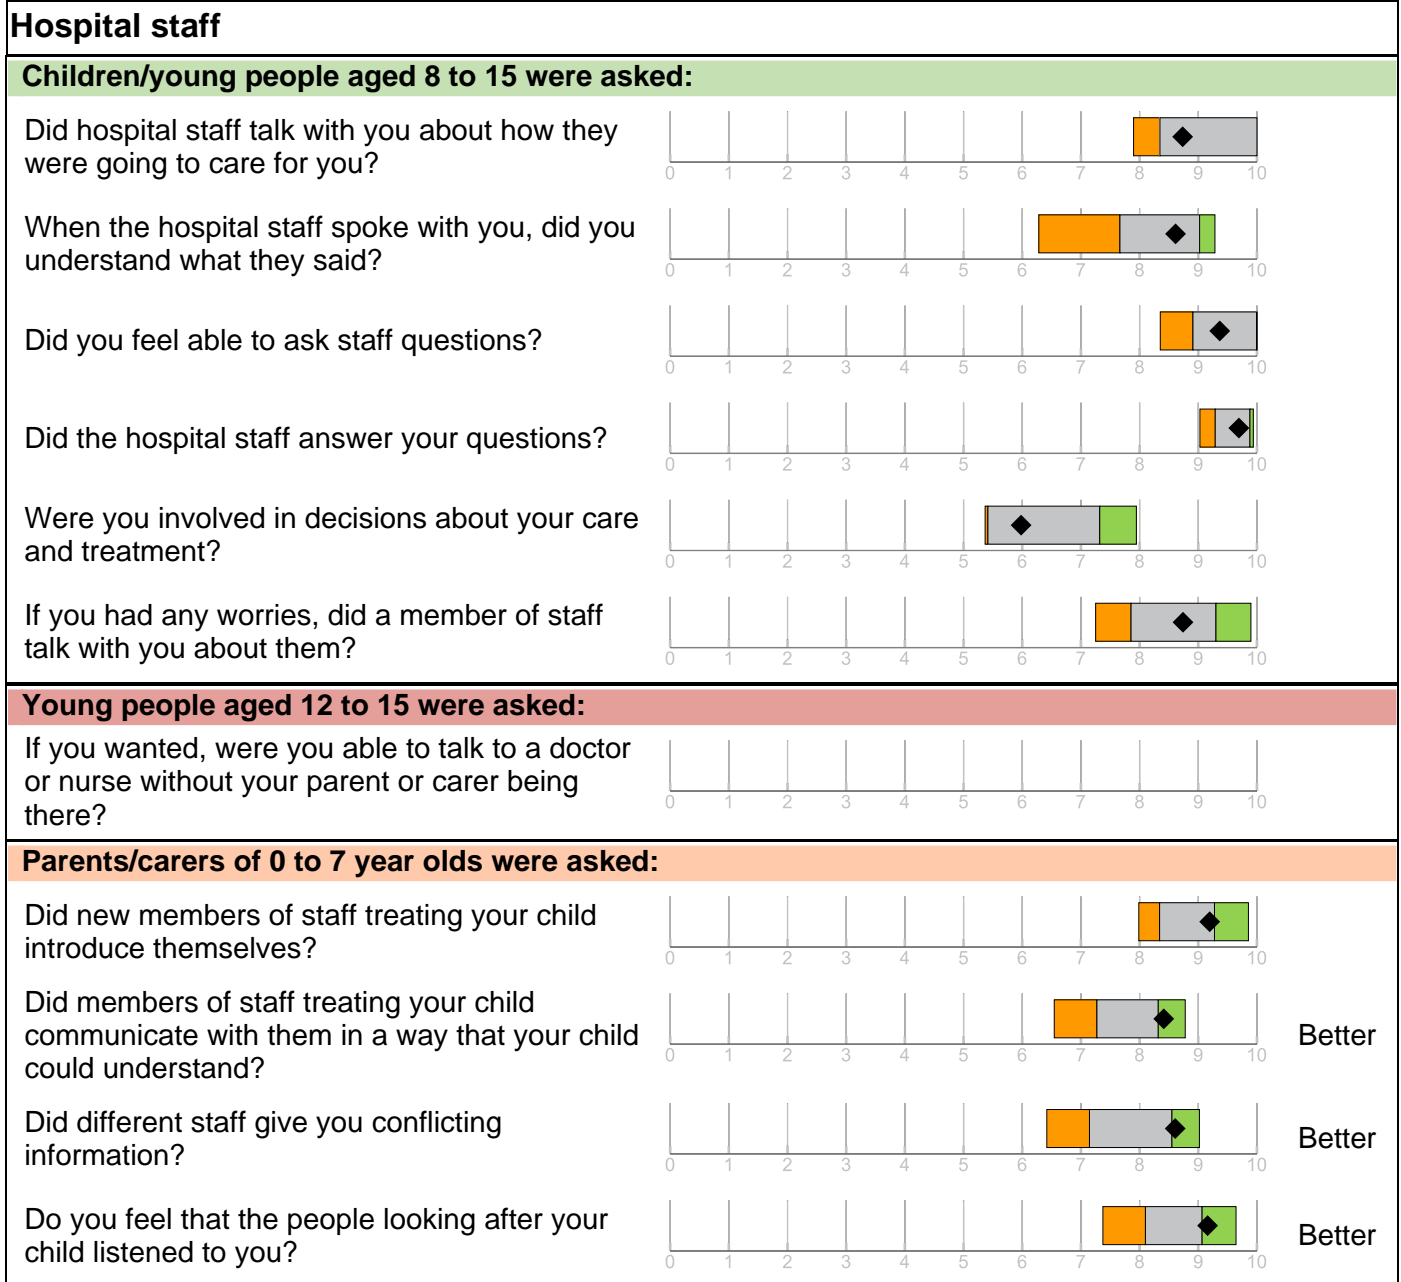 Hospital staff
Children/young people aged 8 to 15 were asked:
Did hospital staff talk with you about how they
were going to care for you?
0 1 2 3 4 5 6 7 8 9 10
When the hospital staff spoke with you, did you
understand what they said?
0 1 2 3 4 5 6 7 8 9 10
Did you feel able to ask staff questions?
0 1 2 3 4 5 6 7 8 9 10
Did the hospital staff answer your questions?
0 1 2 3 4 5 6 7 8 9 10
Were you involved in decisions about your care
and treatment?
0 1 2 3 4 5 6 7 8 9 10
If you had any worries, did a member of staff
talk with you about them?
0 1 2 3 4 5 6 7 8 9 10
Young people aged 12 to 15 were asked:
If you wanted, were you able to talk to a doctor
or nurse without your parent or carer being
there?
0 1 2 3 4 5 6 7 8 9 10
Parents/carers of 0 to 7 year olds were asked:
Did new members of staff treating your child
introduce themselves?
0 1 2 3 4 5 6 7 8 9 10
Did members of staff treating your child
communicate with them in a way that your child
could understand?
0 1 2 3 4 5 6 7 8 9 10
Better
Did different staff give you conflicting
information?
0 1 2 3 4 5 6 7 8 9 10
Better
Do you feel that the people looking after your
child listened to you?
0 1 2 3 4 5 6 7 8 9 10
Better